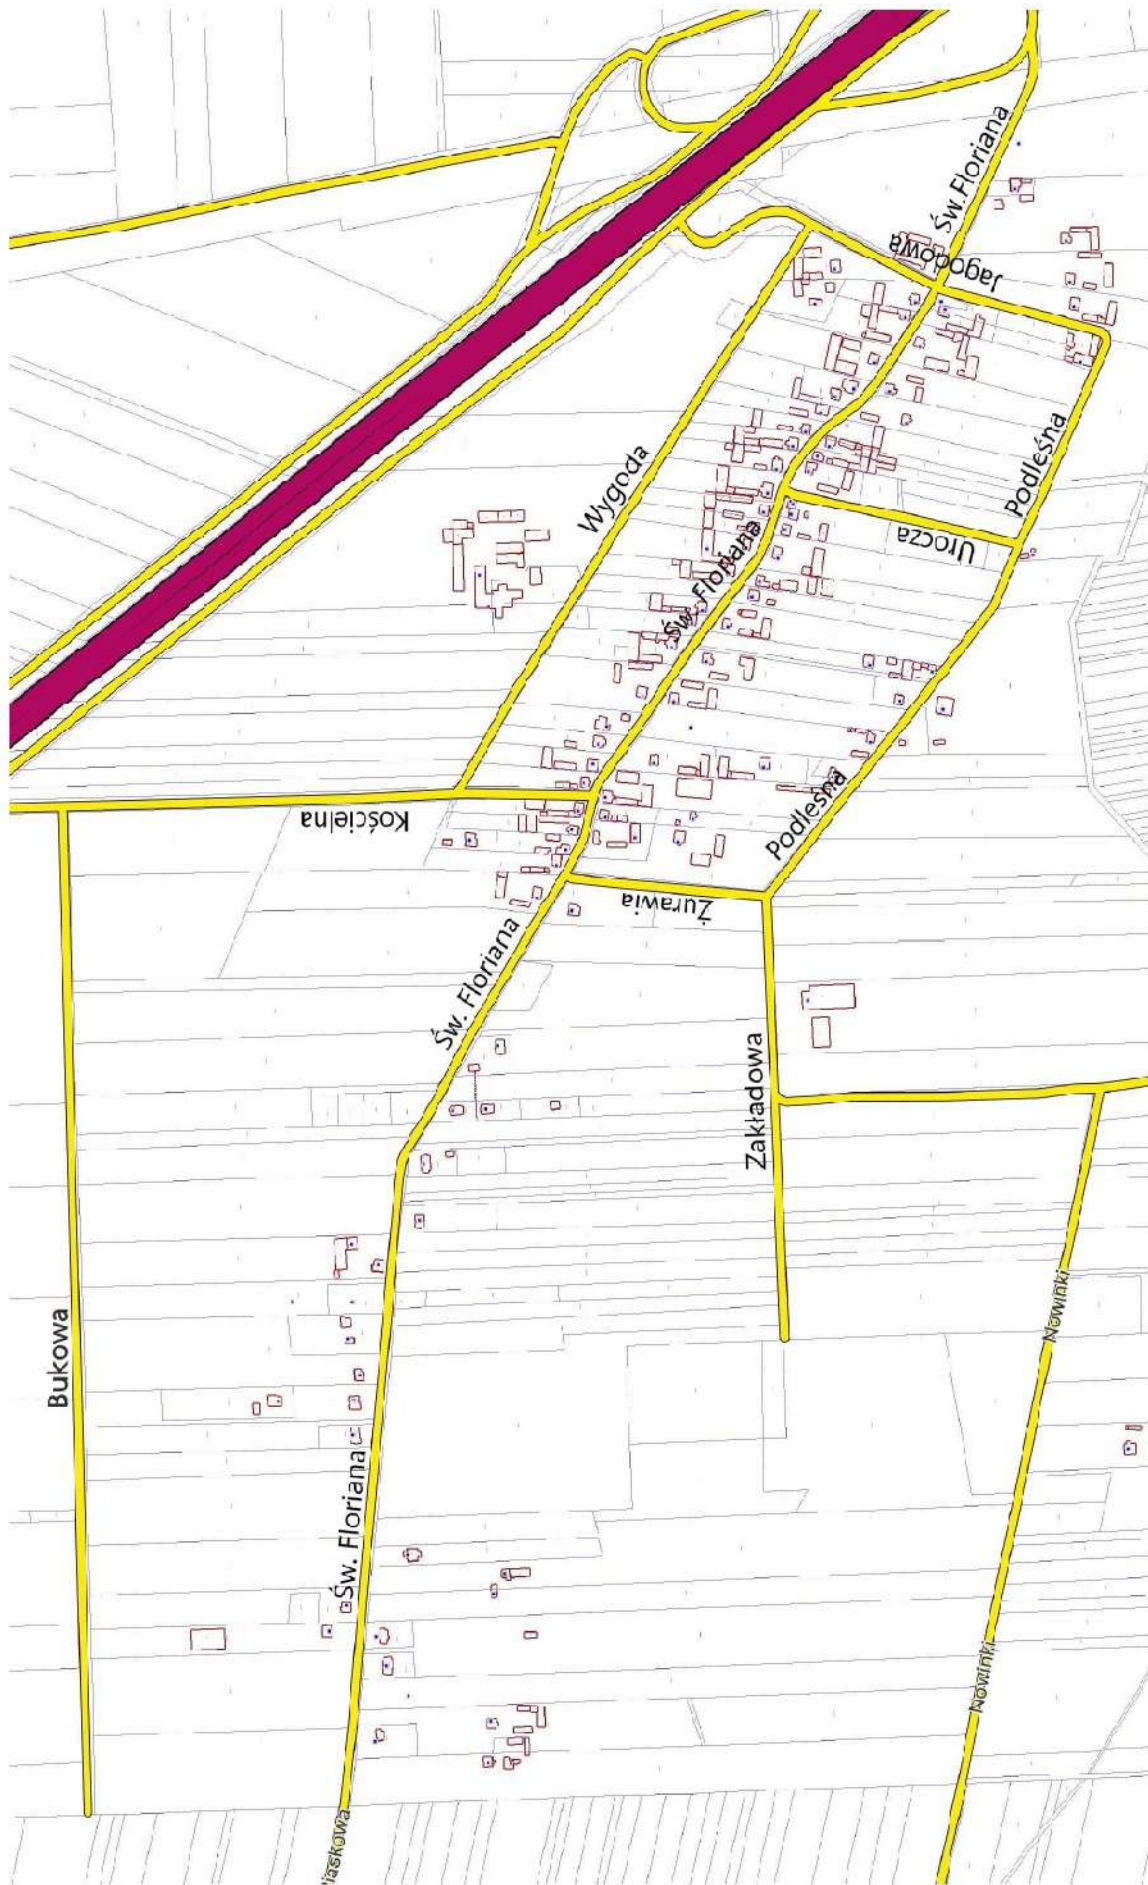 Św.Floriana
Jagodowa
Wygoda
Podleśna
Urocza
Św. Floriana
Kościelna
Podleśna
Żurawia
Św. Floriana
Zakładowa
Bukowa
Nowinki
Św. Floriana
Nowinki